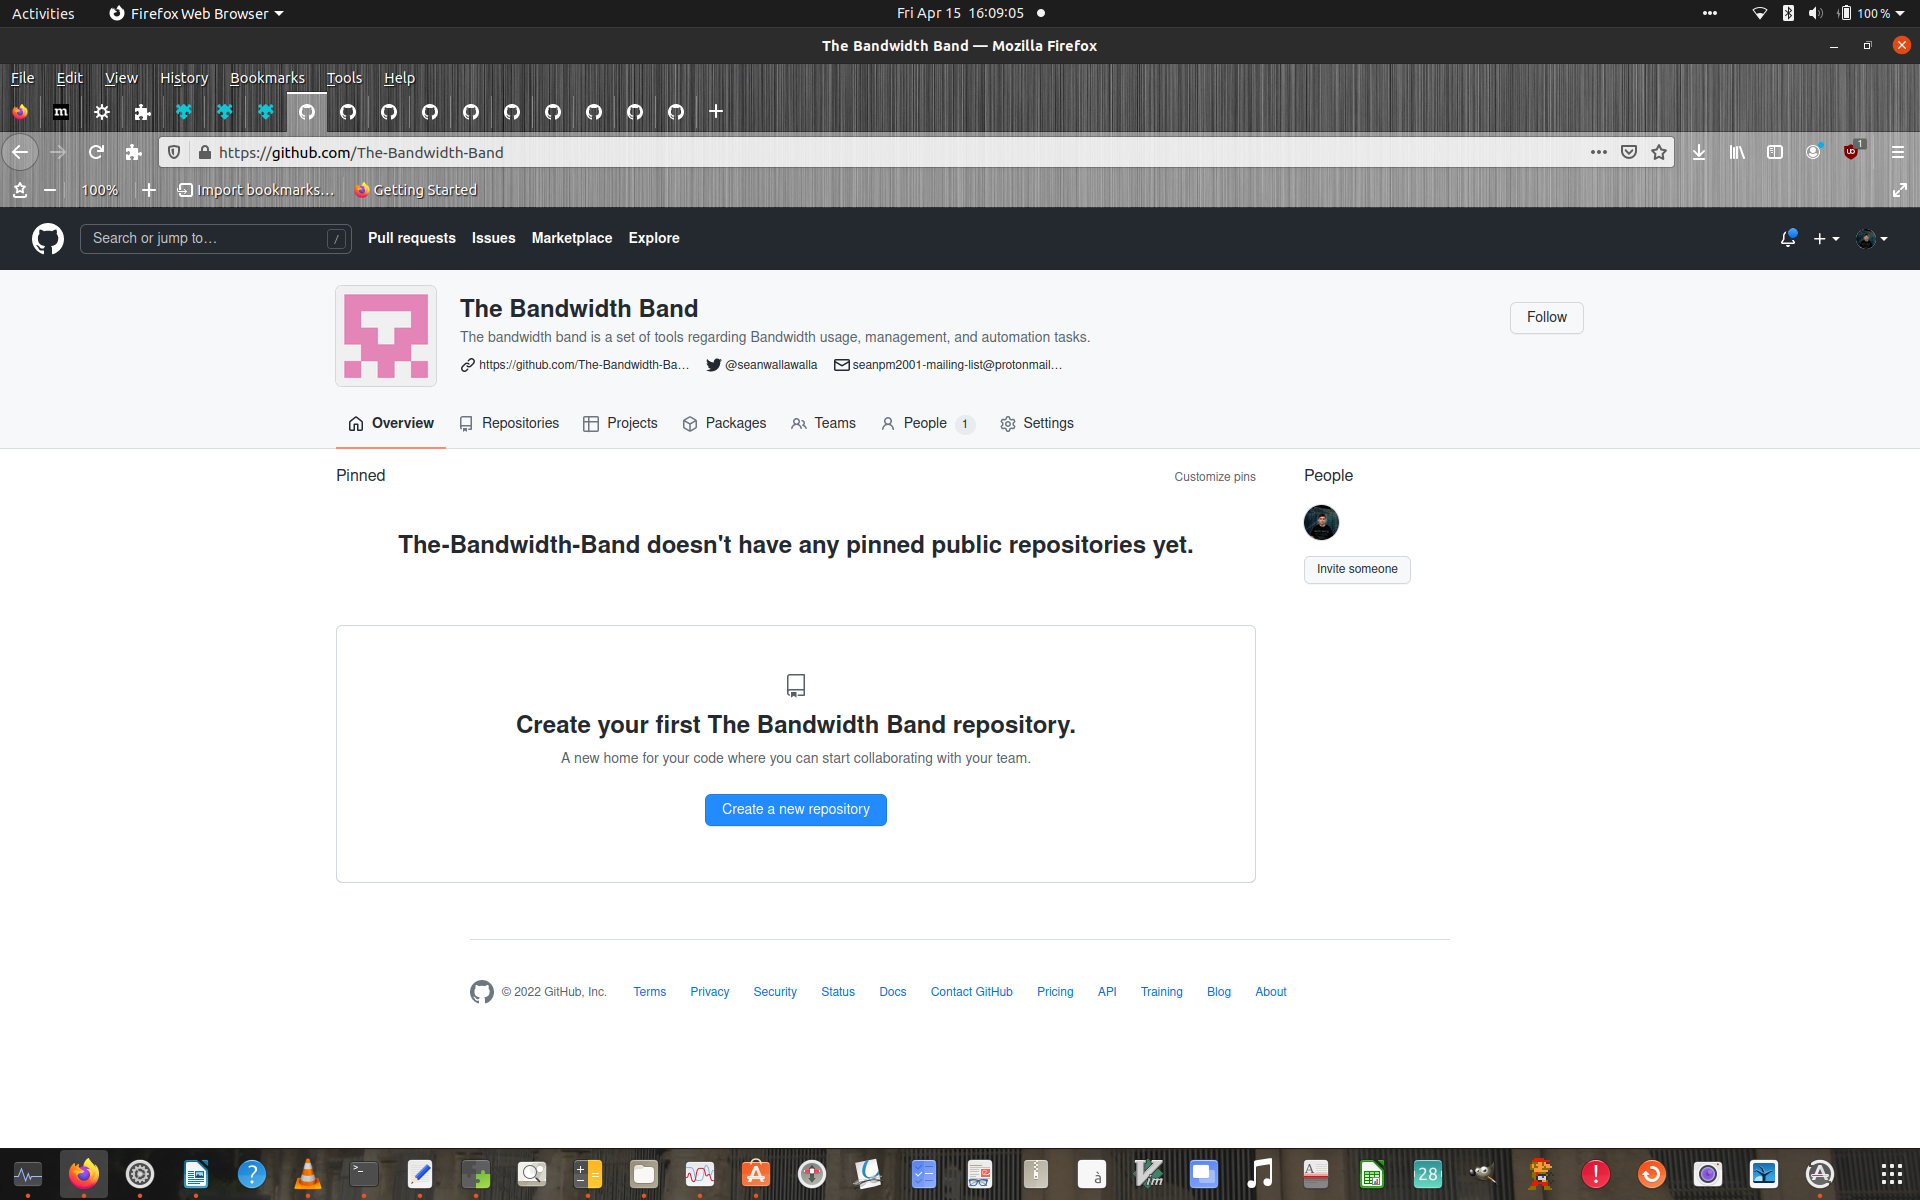 Activities Firefox Web Browser Fri Apr 15 16:09:05 100 %
The Bandwidth Band — Mozilla Firefox
File Edit View History Bookmarks Tools Help
m
https://github.com/The-Bandwidth-Band 1
100% Import bookmarks... Getting Started
Search or jump to... / Pull requests Issues Marketplace Explore
The Bandwidth Band
Follow
The bandwidth band is a set of tools regarding Bandwidth usage, management, and automation tasks.
https://github.com/The-Bandwidth-Ba... @seanwallawalla seanpm2001-mailing-list@protonmail...
Overview Repositories Projects Packages Teams People 1 Settings
Pinned Customize pins People
The-Bandwidth-Band doesn't have any pinned public repositories yet.
Invite someone
Create your first The Bandwidth Band repository.
A new home for your code where you can start collaborating with your team.
Create a new repository
© 2022 GitHub, Inc. Terms Privacy Security Status Docs Contact GitHub Pricing API Training Blog About
28